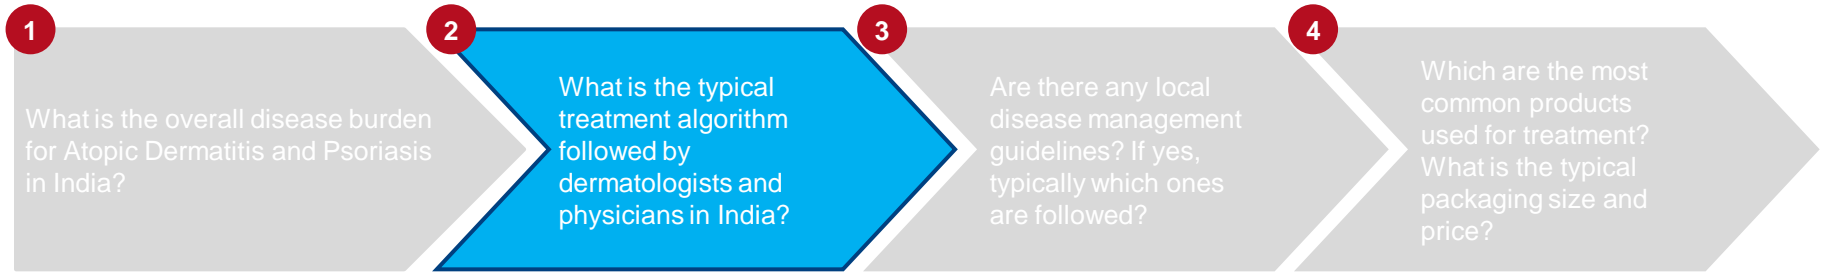 1
What is the overall disease burden
for Atopic Dermatitis and Psoriasis
in India?
2
What is the typical
treatment algorithm
followed by
dermatologists and
physicians in India?
3
Are there any local
disease management
guidelines? If yes,
typically which ones
are followed?
4
Which are the most
common products
used for treatment?
What is the typical
packaging size and
price?